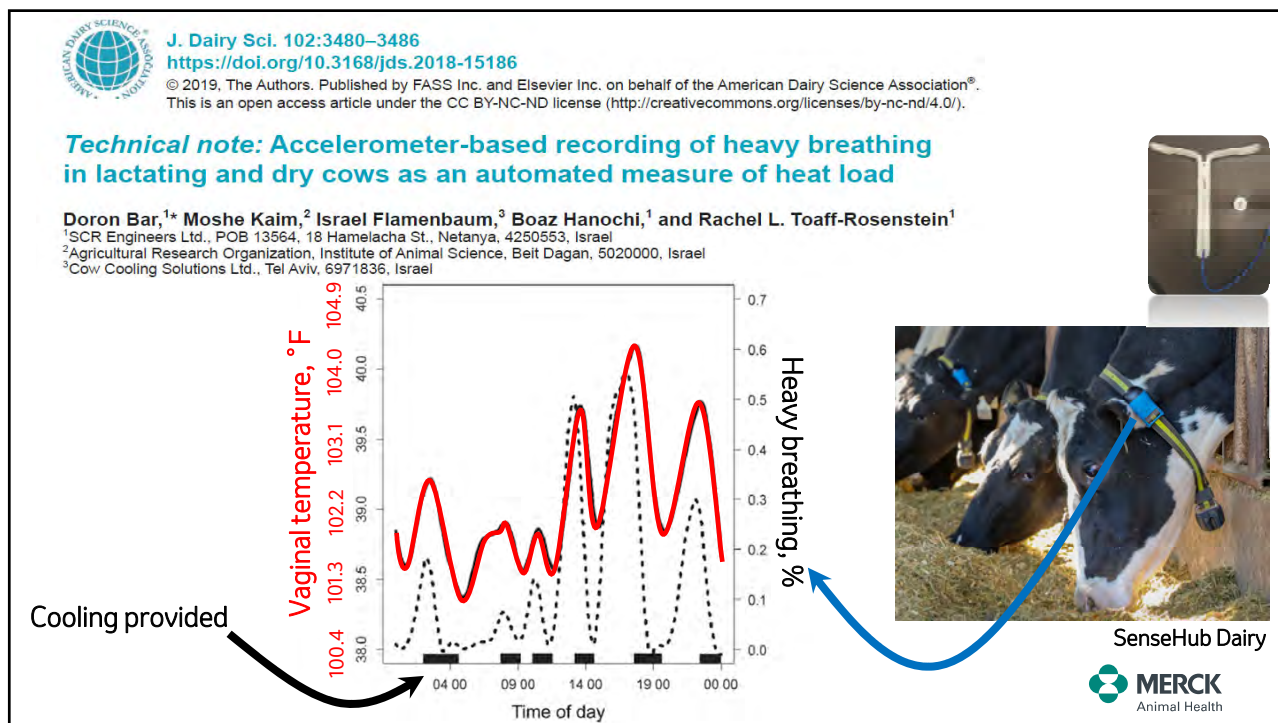 J. Dairy Sci. 102:3480–3486
https://doi.org/10.3168/jds.2018-15186
© 2019, The Authors. Published by FASS Inc. and Elsevier Inc. on behalf of the American Dairy Science Association®.
This is an open access article under the CC BY-NC-ND license (http://creativecommons.org/licenses/by-nc-nd/4.0/).
AMERICAN DAIRY SCIENCE ASSOCIATION
Technical note: Accelerometer-based recording of heavy breathing
in lactating and dry cows as an automated measure of heat load
Doron Bar,1* Moshe Kaim,2 Israel Flamenbaum,3 Boaz Hanochi,1 and Rachel L. Toaff-Rosenstein1
1SCR Engineers Ltd., POB 13564, 18 Hamelacha St., Netanya, 4250553, Israel
2Agricultural Research Organization, Institute of Animal Science, Beit Dagan, 5020000, Israel
3Cow Cooling Solutions Ltd., Tel Aviv, 6971836, Israel
Vaginal temperature, °F
104.9
104.0
103.1
102.2
101.3
100.4
40.5
40.0
39.5
39.0
38.5
38.0
0.7
0.6
0.5
0.4
0.3
0.2
0.1
0.0
Heavy breathing, %
Cooling provided
04 00
09 00
14 00
19 00
00 00
Time of day
SenseHub Dairy
MERCK
Animal Health